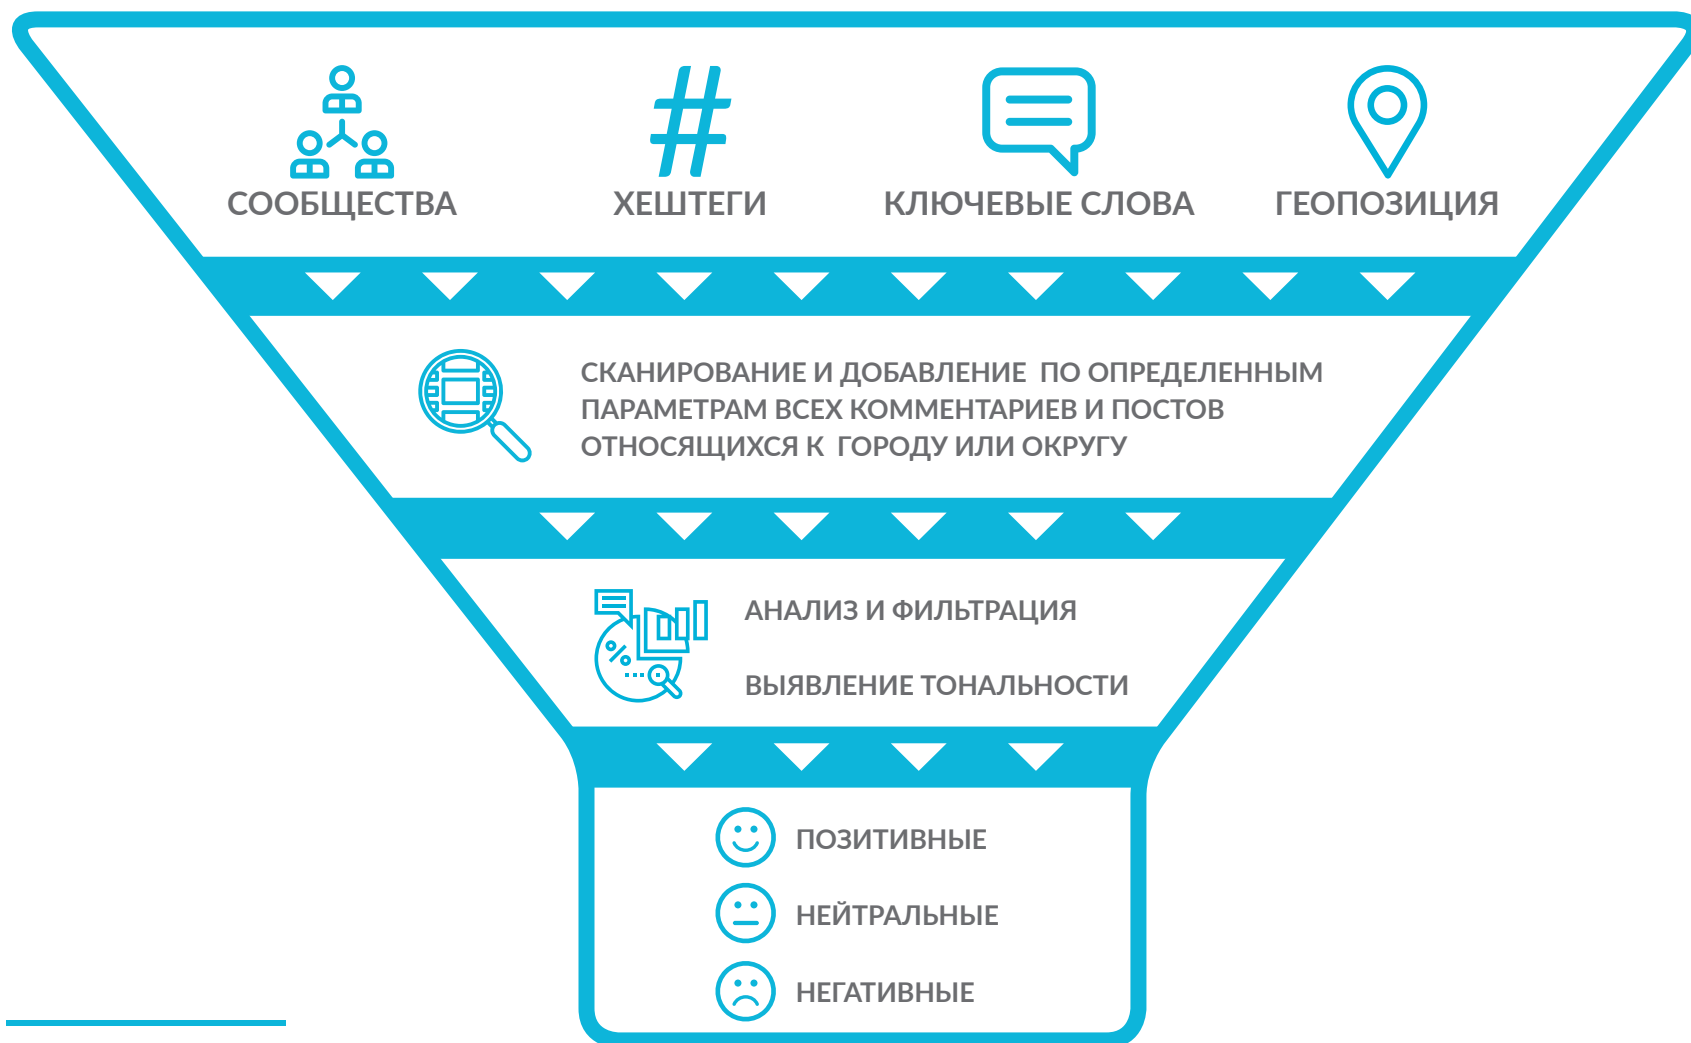 СООБЩЕСТВА
ХЕШТЕГИ
КЛЮЧЕВЫЕ СЛОВА
ГЕОПОЗИЦИЯ
СКАНИРОВАНИЕ И ДОБАВЛЕНИЕ ПО ОПРЕДЕЛЕННЫМ
ПАРАМЕТРАМ ВСЕХ КОММЕНТАРИЕВ И ПОСТОВ
ОТНОСЯЩИХСЯ К ГОРОДУ ИЛИ ОКРУГУ
АНАЛИЗ И ФИЛЬТРАЦИЯ
ВЫЯВЛЕНИЕ ТОНАЛЬНОСТИ
ПОЗИТИВНЫЕ
НЕЙТРАЛЬНЫЕ
НЕГАТИВНЫЕ